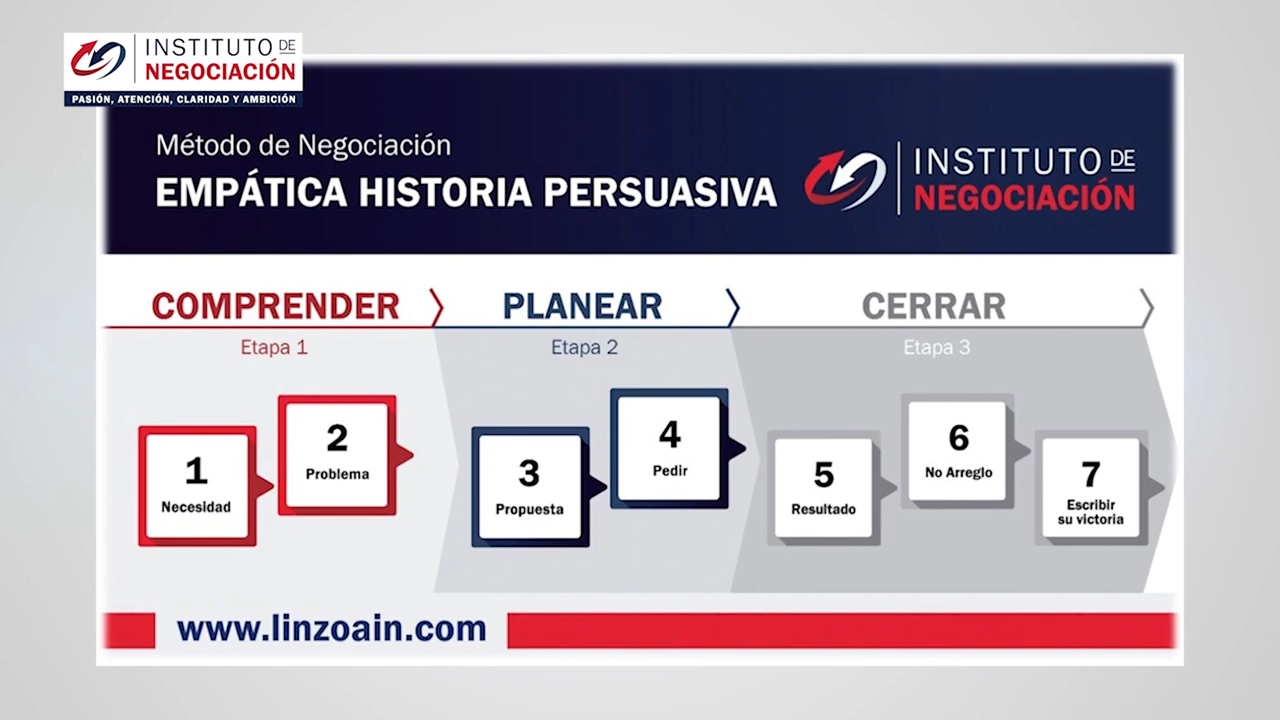 INSTITUTO DE
NEGOCIACIÓN
PASIÓN, ATENCIÓN, CLARIDAD Y AMBICIÓN
Método de Negociación
EMPÁTICA HISTORIA PERSUASIVA
INSTITUTO DE
NEGOCIACIÓN
COMPRENDER
Etapa 1
PLANEAR
Etapa 2
CERRAR
Etapa 3
1
Necesidad
2
Problema
3
Propuesta
4
Pedir
5
Resultado
6
No Arreglo
7
Escribir
su victoria
www.linzoain.com